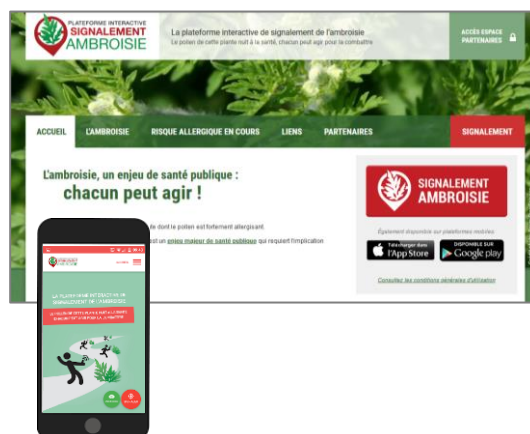 PLATEFORME INTERACTIVE
SIGNALEMENT
AMBROISIE
La plateforme interactive de signalement de l'ambroisie
Le pollen de cette plante nuit à la santé, chacun peut agir pour la combattre
ACCÈS ESPACE
PARTENAIRES
ACCUEIL L'AMBROISIE RISQUE ALLERGIQUE EN COURS LIENS PARTENAIRES SIGNALEMENT
L'ambroisie, un enjeu de santé publique :
chacun peut agir !
dont le pollen est fortement allergisant.
est un enjeu majeur de santé publique qui requiert l'implication
SIGNALEMENT
AMBROISIE
Également disponible sur plateformes mobiles
Télécharger dans
l'App Store
DISPONIBLE SUR
Google play
Consultez les conditions générales d'utilisation
LA PLATEFORME INTERACTIVE DE
SIGNALEMENT DE L'AMBROISIE